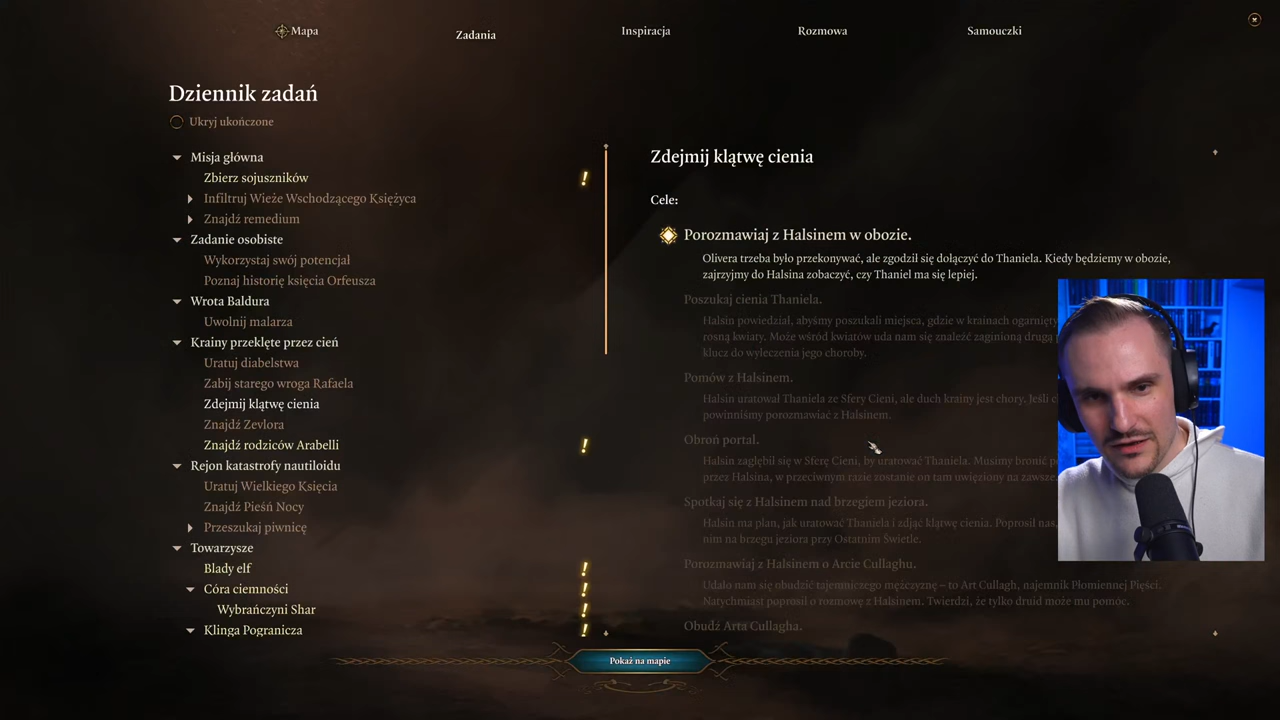 Mapa
Zadania
Inspiracja
Rozmowa
Samouczki
Dziennik zadań
Ukryj ukończone
Misja główna
Zbierz sojuszników
Infiltruj Wieże Wschodzącego Księżyca
Znajdź remedium
Zadanie osobiste
Wykorzystaj swój potencjał
Poznaj historię księcia Orfeusza
Wrota Baldura
Uwolnij malarza
Krainy przeklęte przez cień
Uratuj diabelstwa
Zabij starego wroga Rafaela
Zdejmij klątwę cienia
Znajdź Zevlora
Znajdź rodziców Arabelli
Rejon katastrofy nautiloidu
Uratuj Wielkiego Księcia
Znajdź Pieśń Nocy
Przeszukaj piwnicę
Towarzysze
Blady elf
Córa ciemności
Wybrańczyni Shar
Klinga Pogranicza
Zdejmij klątwę cienia
Cele:
Porozmawiaj z Halsinem w obozie.
Olivera trzeba było przekonywać, ale zgodził się dołączyć do Thaniela. Kiedy będziemy w obozie,
zajrzyjmy do Halsina zobaczyć, czy Thaniel ma się lepiej.
Poszukaj cienia Thaniela.
Halsin powiedział, abyśmy poszukali miejsca, gdzie w krainach ogarnięty
rosną kwiaty. Może wśród kwiatów uda nam się znaleźć zaginioną drugą p
klucz do wyleczenia jego choroby.
Pomów z Halsinem.
Halsin uratował Thaniela ze Sfery Cieni, ale duch krainy jest chory. Jeśli c
powinniśmy porozmawiać z Halsinem.
Obroń portal.
Halsin zagłębił się w Sferę Cieni, by uratować Thaniela. Musimy bronić p
przez Halsina, w przeciwnym razie zostanie on tam uwięziony na zawsze.
Spotkaj się z Halsinem nad brzegiem jeziora.
Halsin ma plan, jak uratować Thaniela i zdjąć klątwę cienia. Poprosił nas,
nim na brzegu jeziora przy Ostatnim Świetle.
Porozmawiaj z Halsinem o Arcie Cullaghu.
Udało nam się obudzić tajemniczego mężczyznę – to Art Cullagh, najemnik Płomiennej Pięści.
Natychmiast poprosił o rozmowę z Halsinem. Twierdzi, że tylko druid może mu pomóc.
Obudź Arta Cullagha.
Pokaż na mapie